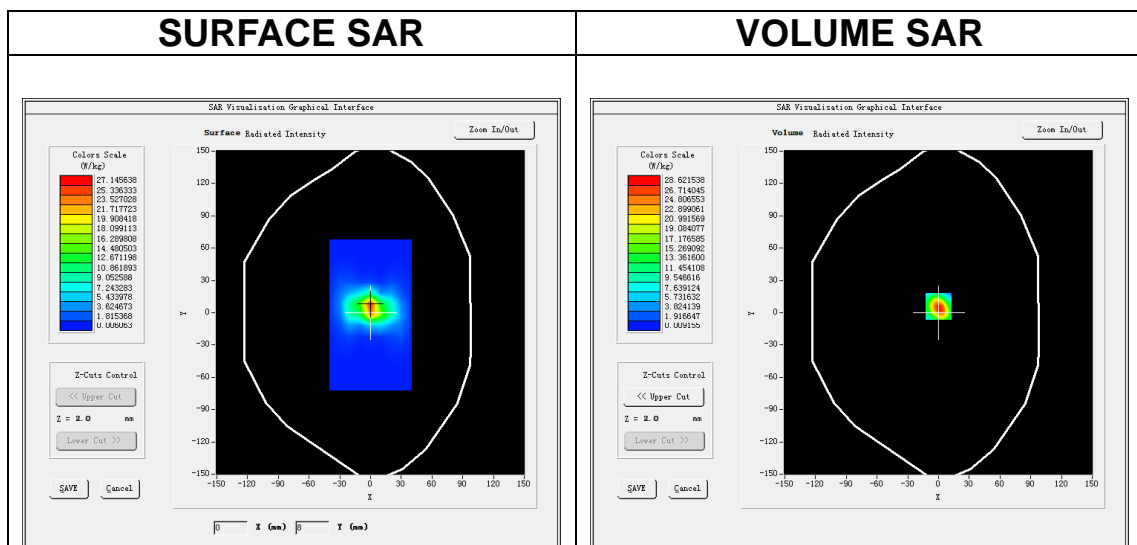 SURFACE SAR
VOLUME SAR
SAR Visualisation Graphical Interface
Surface Radiated Intensity
Zoom In/Out
Colors Scale
(W/kg)
27.145638
25.336333
23.527028
21.717723
19.908418
18.099113
16.289808
14.480503
12.671198
10.861893
9.052588
7.243283
5.433978
3.624673
1.815368
0.006063
Z-Cuts Control
<< Upper Cut
Z = 2.0 mm
Lower Cut >>
SAVE
Cancel
150
120
90
60
30
0
-30
-60
-90
-120
-150
Y
-150 -120 -90 -60 -30 0 30 60 90 120 150
X
0 X (mm) 8 Y (mm)
SAR Visualisation Graphical Interface
Volume Radiated Intensity
Zoom In/Out
Colors Scale
(W/kg)
28.621538
26.714045
24.806553
22.899061
20.991569
19.084077
17.176585
15.269092
13.361600
11.454108
9.546616
7.639124
5.731632
3.824139
1.916647
0.009155
Z-Cuts Control
<< Upper Cut
Z = 2.0 mm
Lower Cut >>
SAVE
Cancel
150
120
90
60
30
0
-30
-60
-90
-120
-150
Y
-150 -120 -90 -60 -30 0 30 60 90 120 150
X